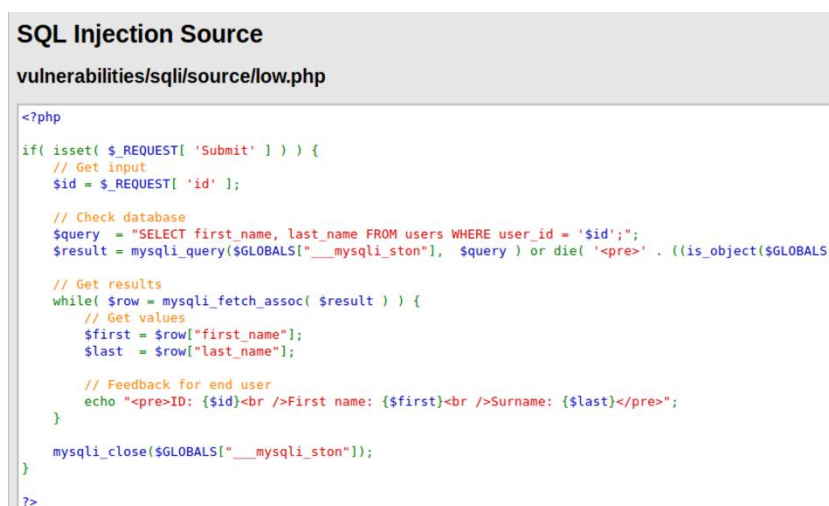 SQL Injection Source
vulnerabilities/sqli/source/low.php
<?php
if( isset( $_REQUEST[ 'Submit' ] ) ) {
// Get input
$id = $_REQUEST[ 'id' ];
// Check database
$query  = "SELECT first_name, last_name FROM users WHERE user_id = '$id';";
$result = mysqli_query($GLOBALS["___mysqli_ston"],  $query ) or die( '<pre>' . ((is_object($GLOBALS
// Get results
while( $row = mysqli_fetch_assoc( $result ) ) {
// Get values
$first = $row["first_name"];
$last  = $row["last_name"];
// Feedback for end user
echo "<pre>ID: {$id}<br />First name: {$first}<br />Surname: {$last}</pre>";
}
mysqli_close($GLOBALS["___mysqli_ston"]);
}
?>